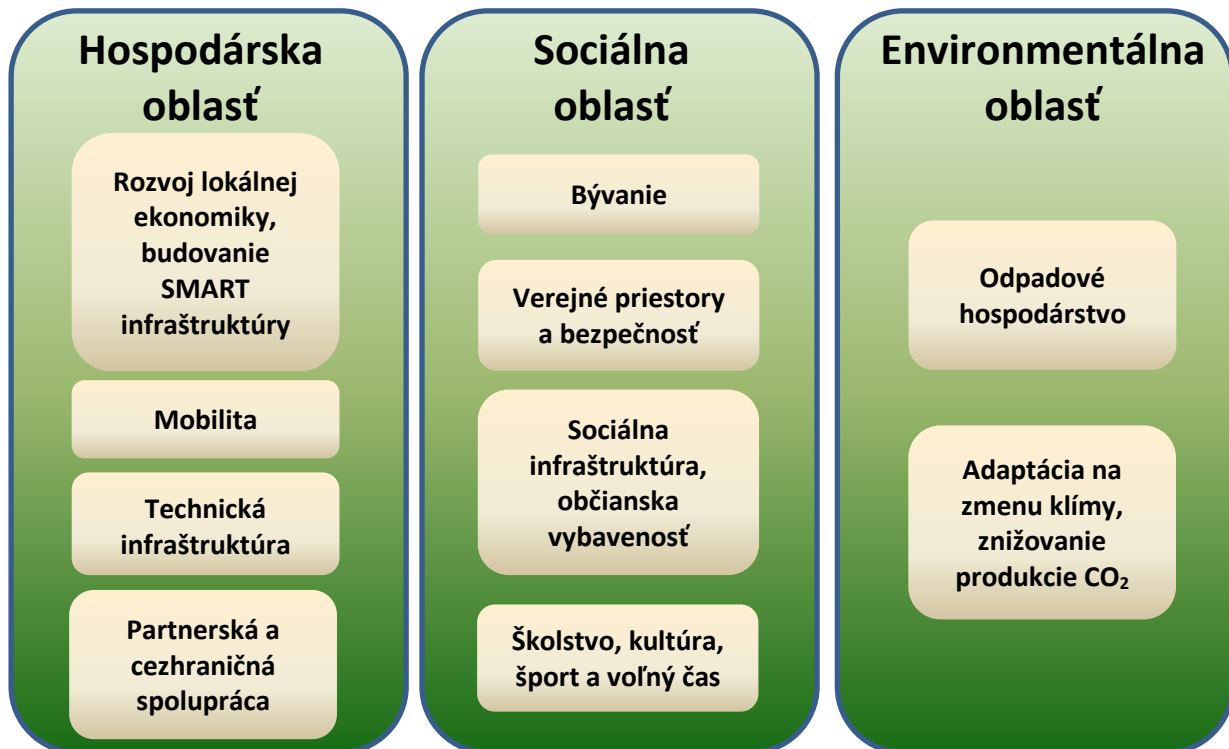 Hospodárska
oblasť
Rozvoj lokálnej
ekonomiky,
budovanie
SMART
infraštruktúry
Mobilita
Technická
infraštruktúra
Partnerská a
cezhraničná
spolupráca
Sociálna
oblasť
Bývanie
Verejné priestory
a bezpečnosť
Sociálna
infraštruktúra,
občianska
vybavenosť
Školstvo, kultúra,
šport a voľný čas
Environmentálna
oblasť
Odpadové
hospodárstvo
Adaptácia na
zmenu klímy,
znižovanie
produkcie CO₂